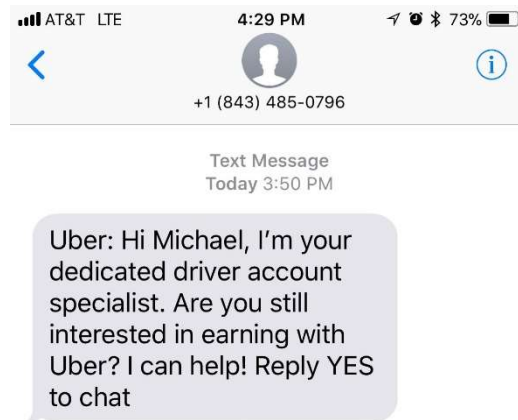 AT&T LTE 4:29 PM 73%
+1 (843) 485-0796
Text Message
Today 3:50 PM
Uber: Hi Michael, I'm your
dedicated driver account
specialist. Are you still
interested in earning with
Uber? I can help! Reply YES
to chat